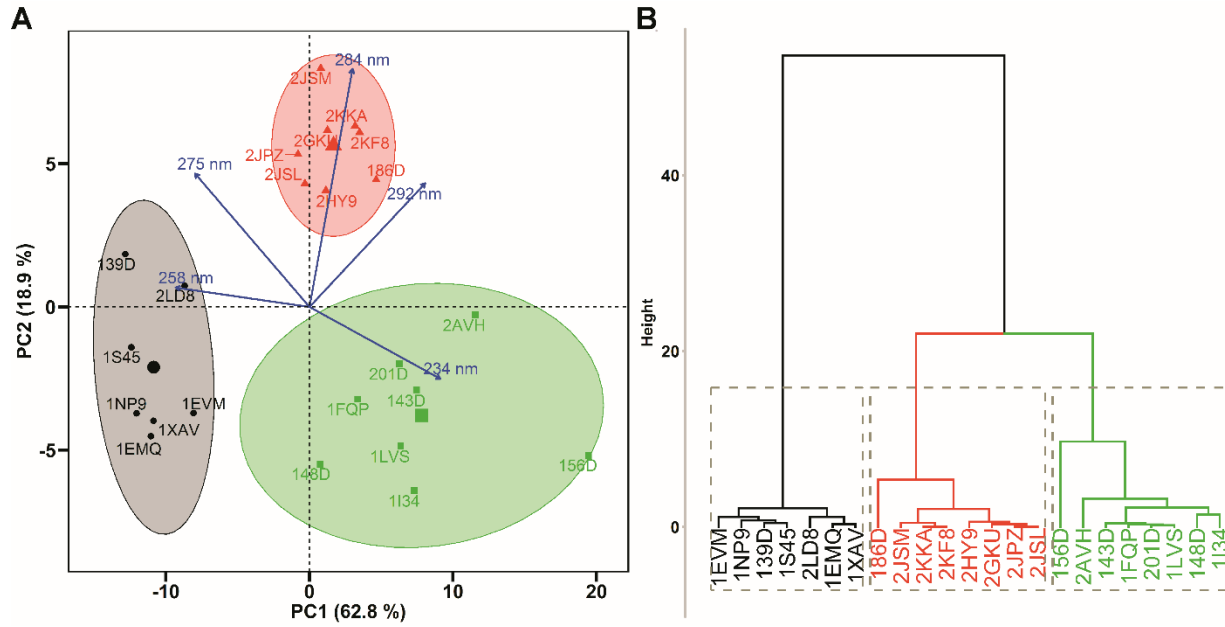 A
B
5
0
-5
PC2 (18.9 %)
-10
0
10
20
PC1 (62.8 %)
284 nm
2JSM
2KKA
2GKU
2KF8
2JPZ
275 nm
2JSL
186D
292 nm
2HY9
139D
258 nm
2LD8
2AVH
1S45
201D
234 nm
1FQP
143D
1NP9
1EVM
1XAV
1EMQ
1LVS
148D
156D
1I34
Height
40
20
0
1EVM
1NP9
139D
1S45
2LD8
1EMQ
1XAV
186D
2JSM
2KKA
2KF8
2HY9
2GKU
2JPZ
2JSL
156D
2AVH
143D
1FQP
201D
1LVS
148D
1I34